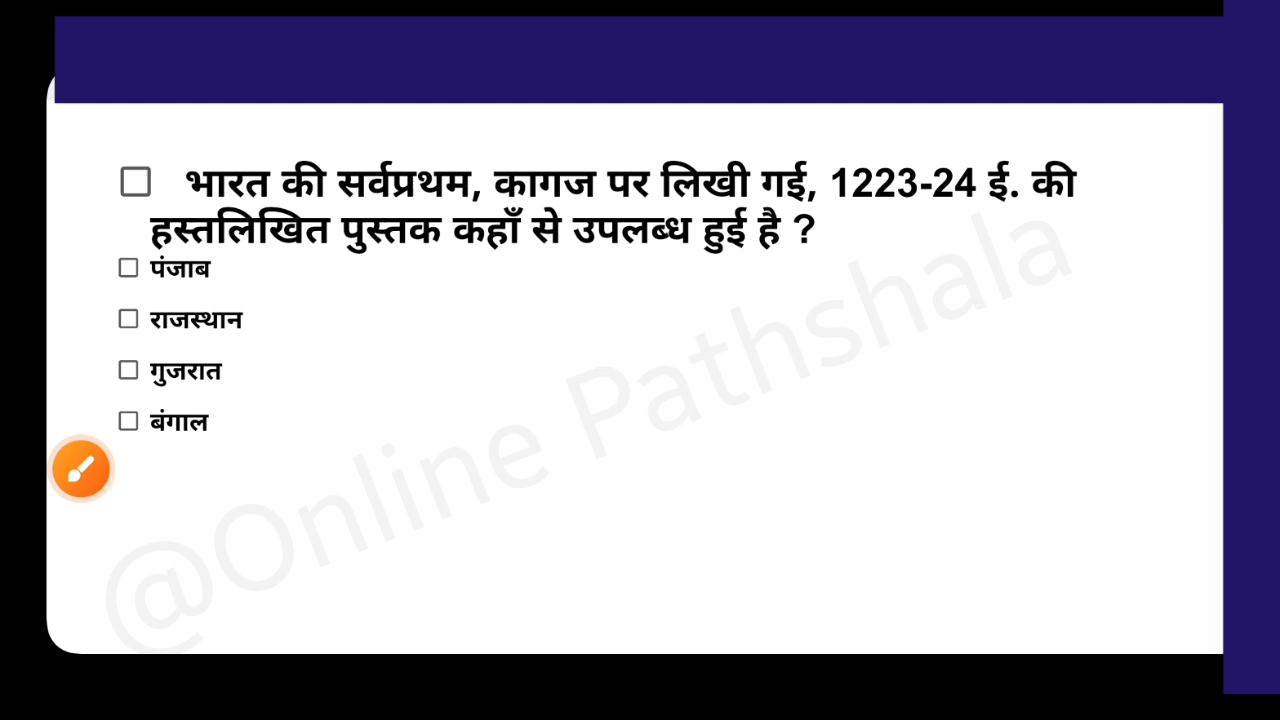 भारत की सर्वप्रथम, कागज पर लिखी गई, 1223-24 ई. की
हस्तलिखित पुस्तक कहाँ से उपलब्ध हुई है ?
पंजाब
राजस्थान
गुजरात
बंगाल
@Online Pathshala